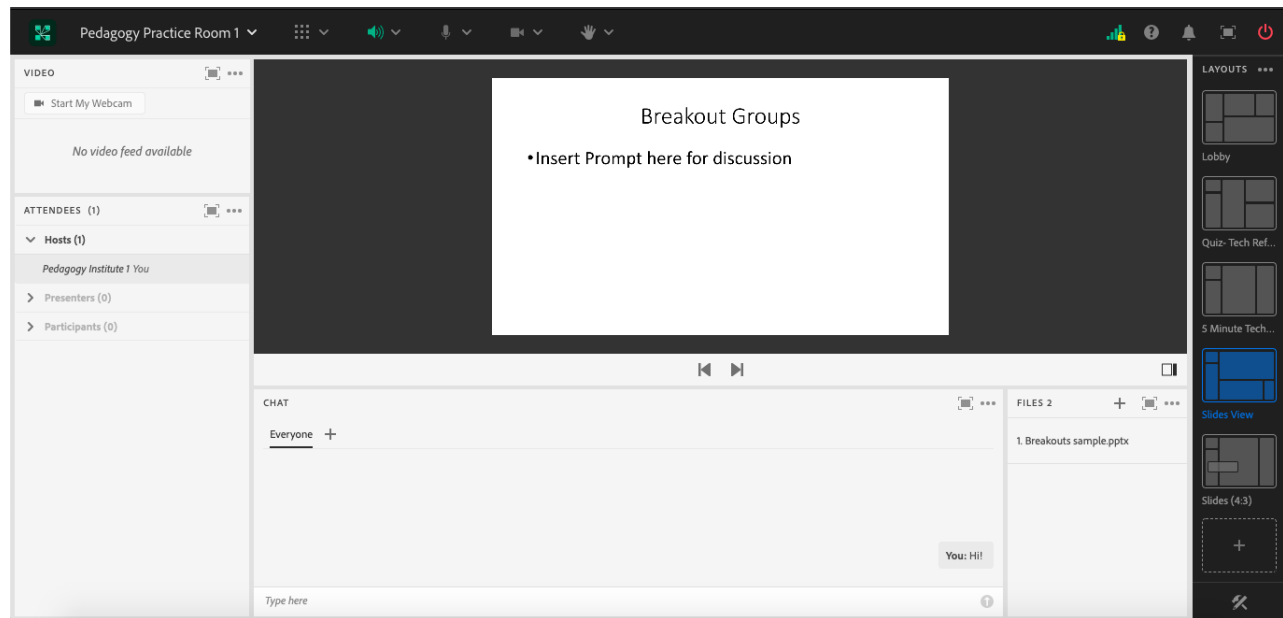 Pedagogy Practice Room 1
VIDEO
Start My Webcam
No video feed available
ATTENDEES (1)
Hosts (1)
Pedagogy Institute 1 You
Presenters (0)
Participants (0)
Breakout Groups
•Insert Prompt here for discussion
CHAT
Everyone
You: Hi!
Type here
FILES 2
1. Breakouts sample.pptx
LAYOUTS
Lobby
Quiz- Tech Ref...
5 Minute Tech...
Slides View
Slides (4:3)